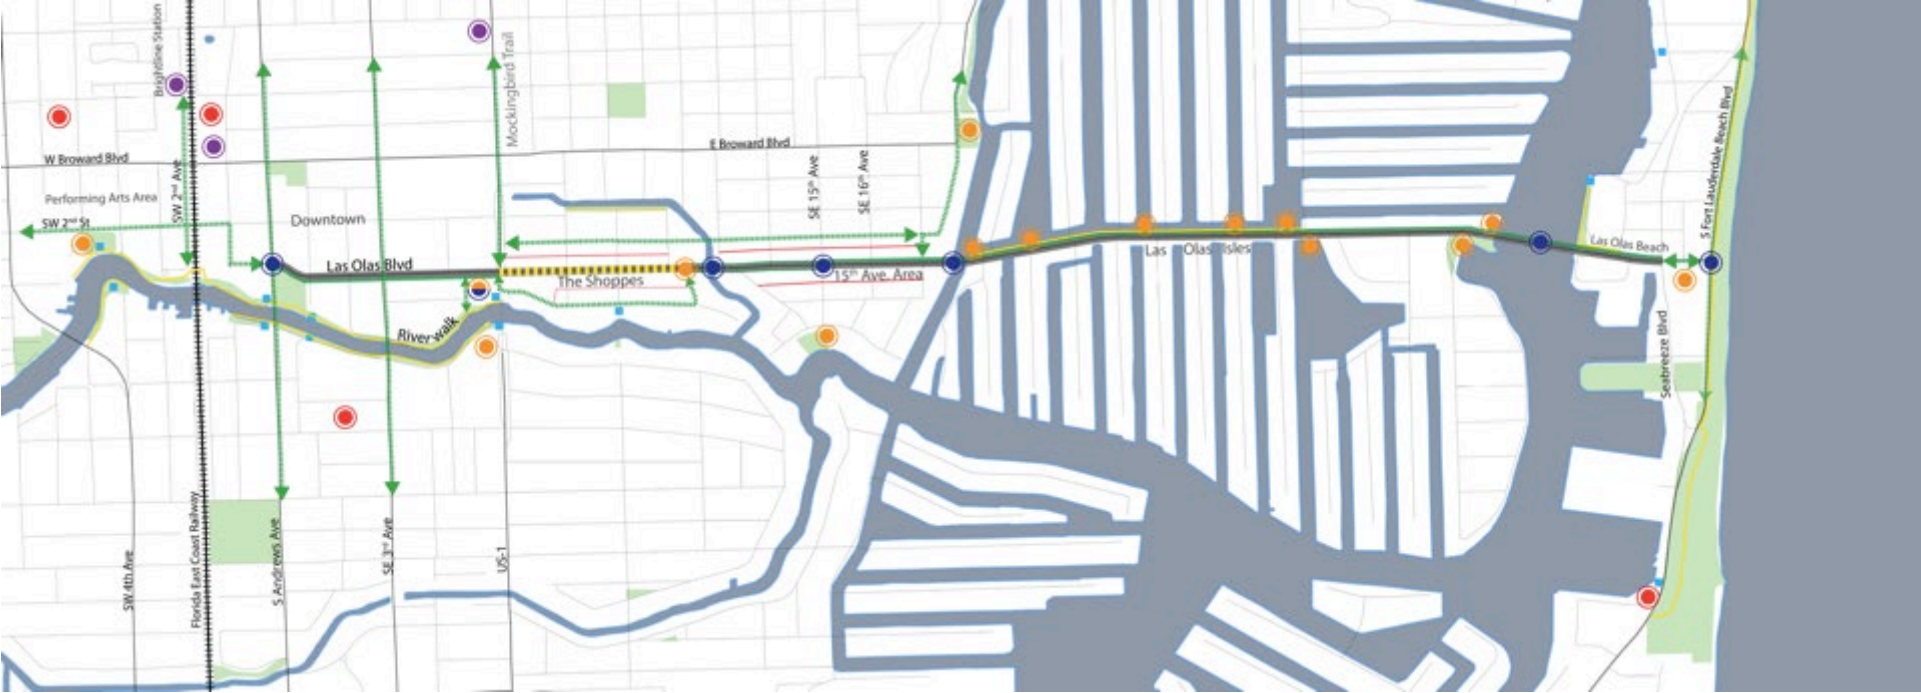 Brightline Station
Mockingbird Trail
W Broward Blvd
E Broward Blvd
SW 2nd Ave
SE 15th Ave
SE 16th Ave
Performing Arts Area
SW 2nd St
Downtown
S Fort Lauderdale Beach Blvd
Las Olas Blvd
The Shoppes
15th Ave. Area
Las Olas Isles
Las Olas Beach
River walk
Seabreeze Blvd
SW 4th Ave
Florida East Coast Railway
S Andrews Ave
SE 3rd Ave
US-1